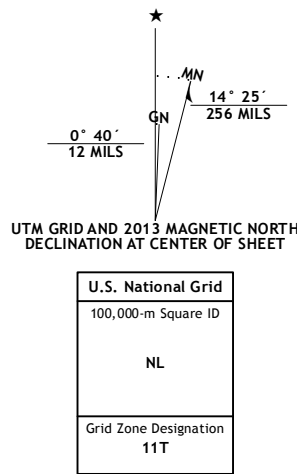 ★
MN
GN
14° 25´
256 MILS
0° 40´
12 MILS
UTM GRID AND 2013 MAGNETIC NORTH
DECLINATION AT CENTER OF SHEET
U.S. National Grid
100,000-m Square ID
NL
Grid Zone Designation
11T